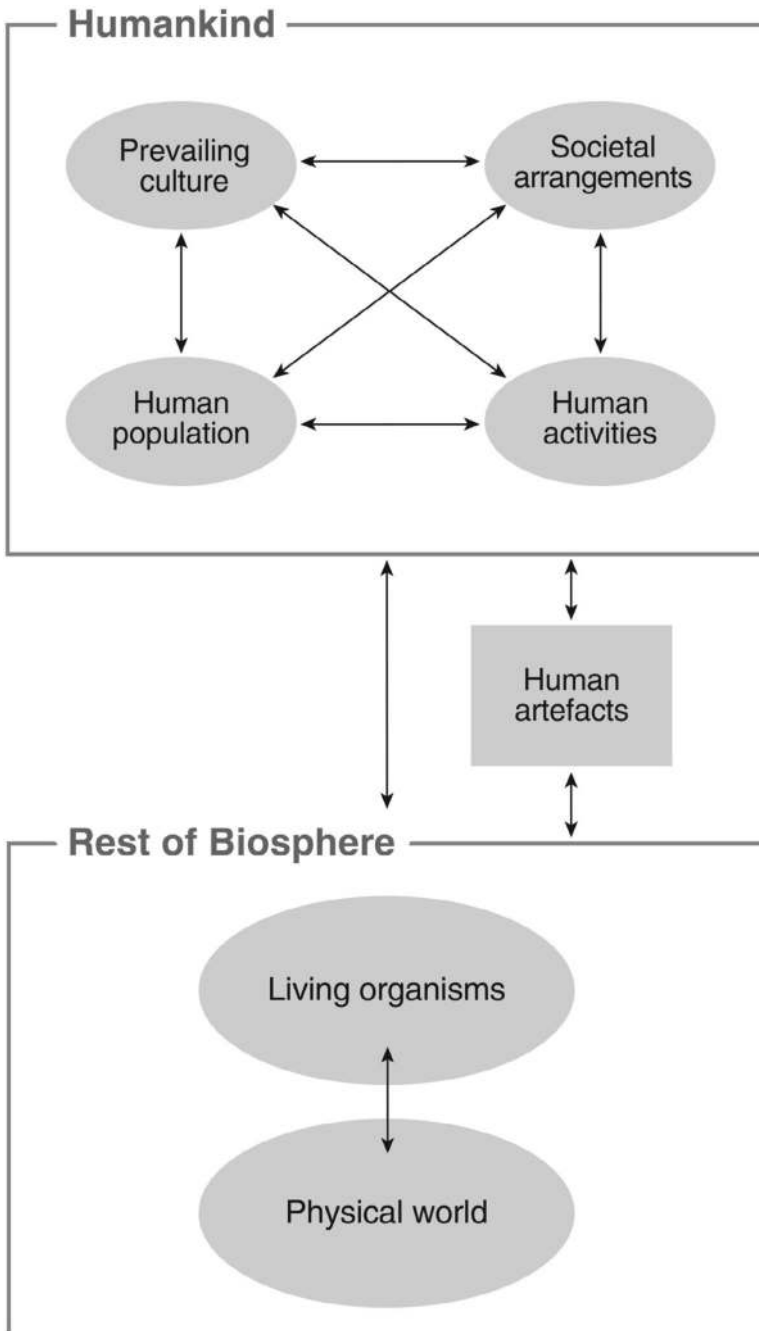 Humankind
Prevailing
culture
Societal
arrangements
Human
population
Human
activities
Human
artefacts
Rest of Biosphere
Living organisms
Physical world